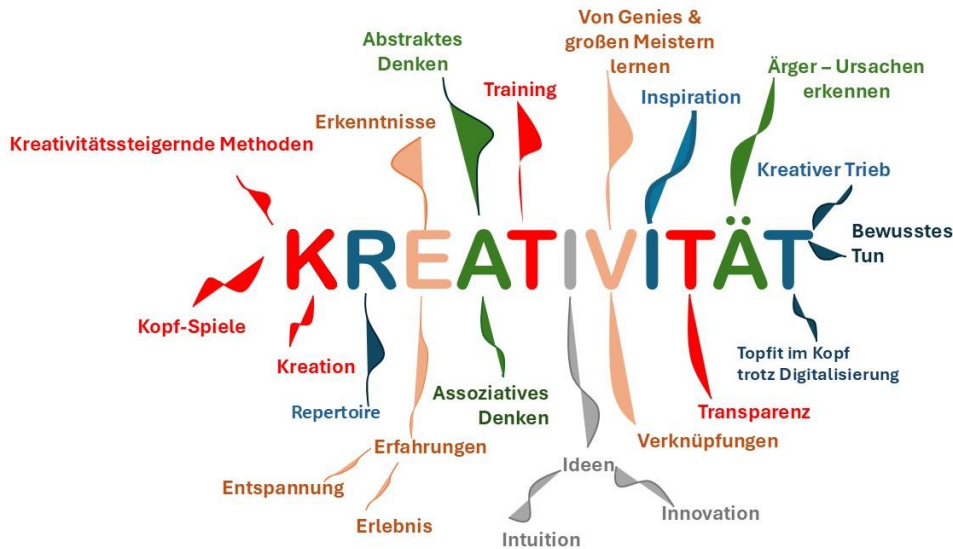 Von Genies &
großen Meistern
lernen
Abstraktes
Denken
Ärger – Ursachen
erkennen
Training
Inspiration
Erkenntnisse
Kreativitätssteigernde Methoden
Kreativer Trieb
Bewusstes
Tun
KREATIVITÄT
Kopf-Spiele
Kreation
Topfit im Kopf
trotz Digitalisierung
Repertoire
Assoziatives
Denken
Transparenz
Erfahrungen
Verknüpfungen
Ideen
Entspannung
Erlebnis
Innovation
Intuition